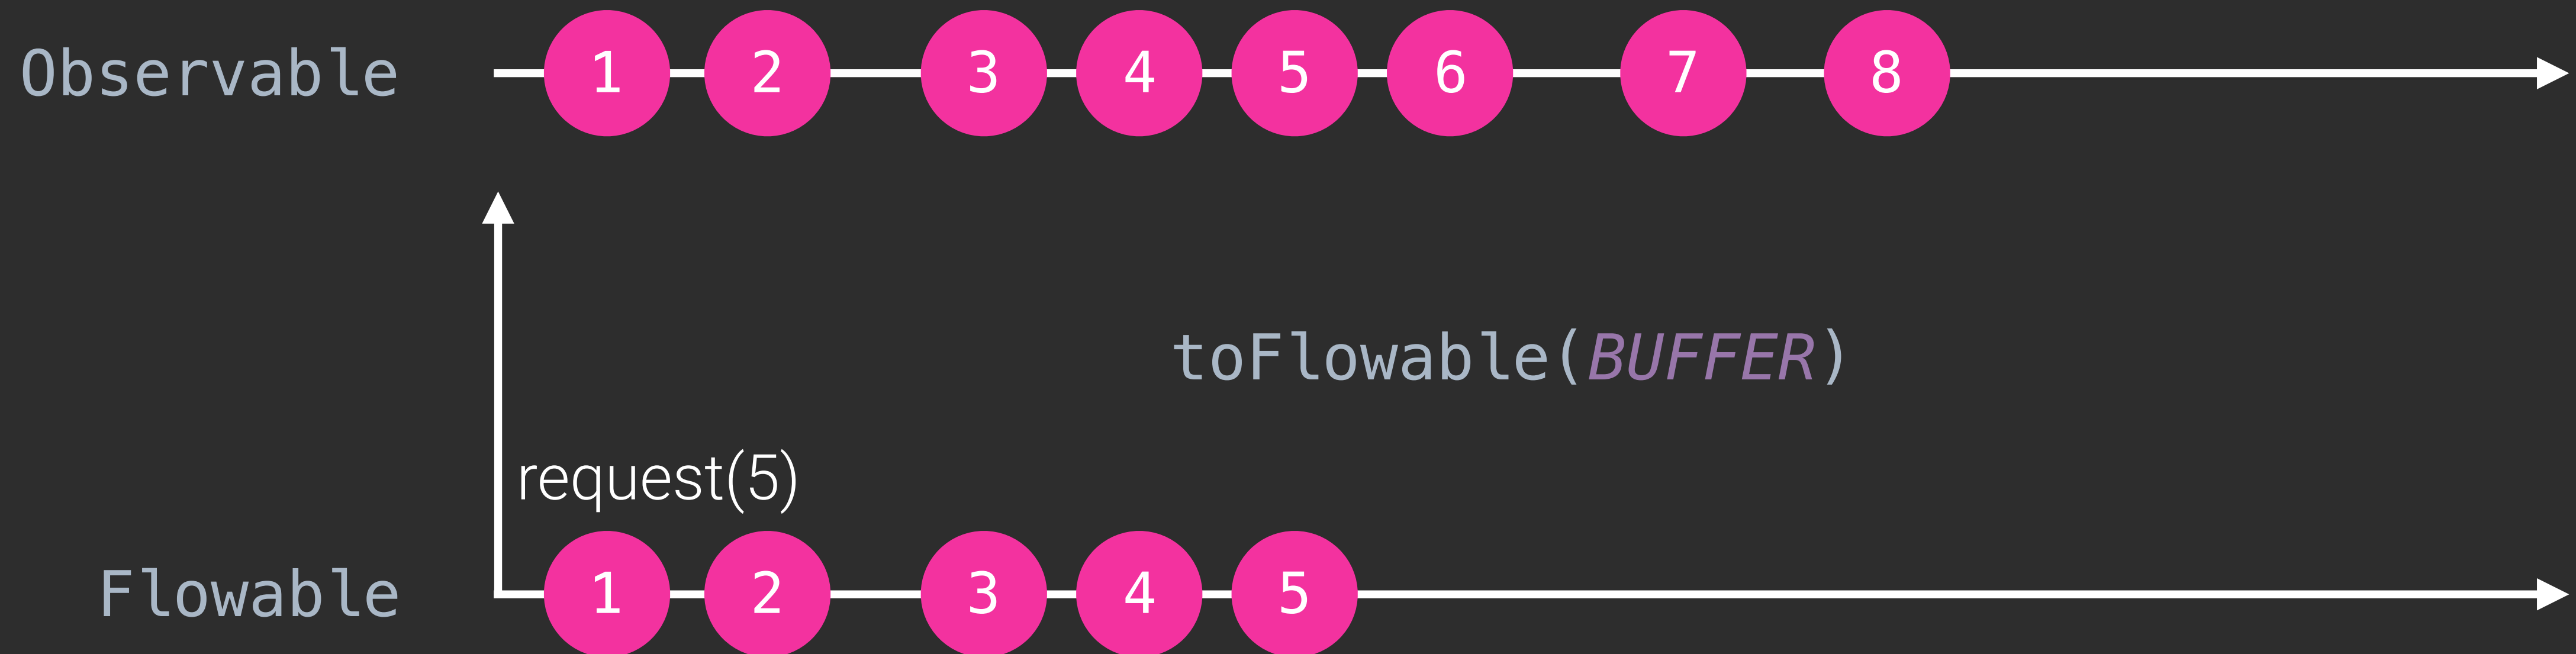 Observable 1 2 3 4 5 6 7 8
toFlowable(BUFFER)
request(5)
Flowable 1 2 3 4 5